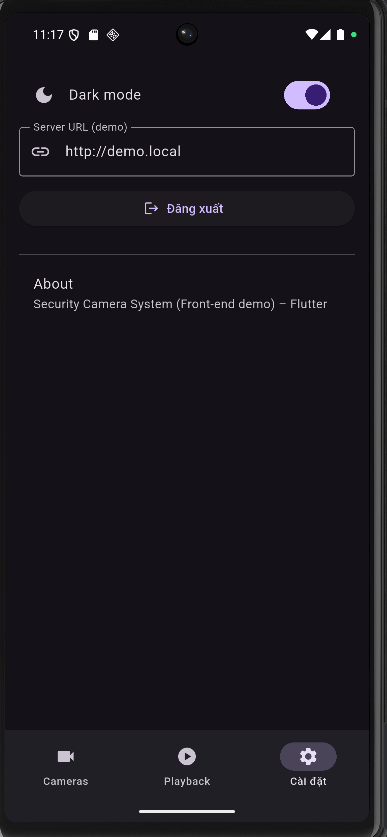 11:17
Dark mode
Server URL (demo)
http://demo.local
Đăng xuất
About
Security Camera System (Front-end demo) – Flutter
Cameras
Playback
Cài đặt